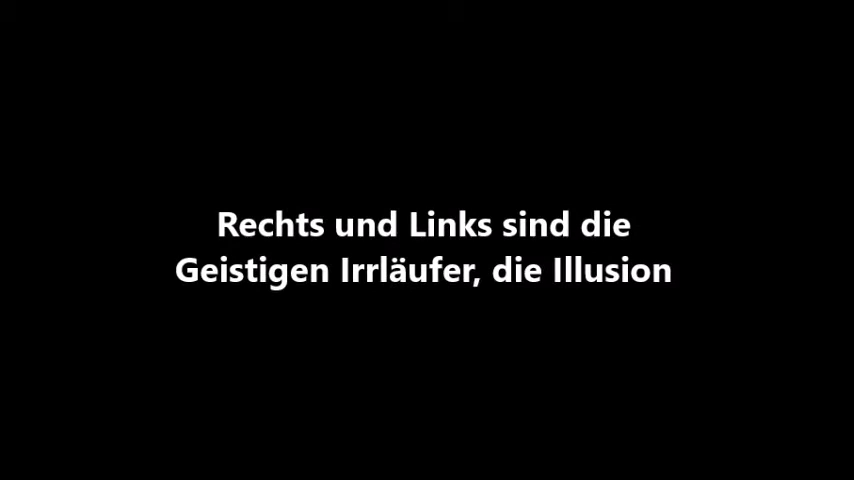 Rechts und Links sind die
Geistigen Irrläufer, die Illusion